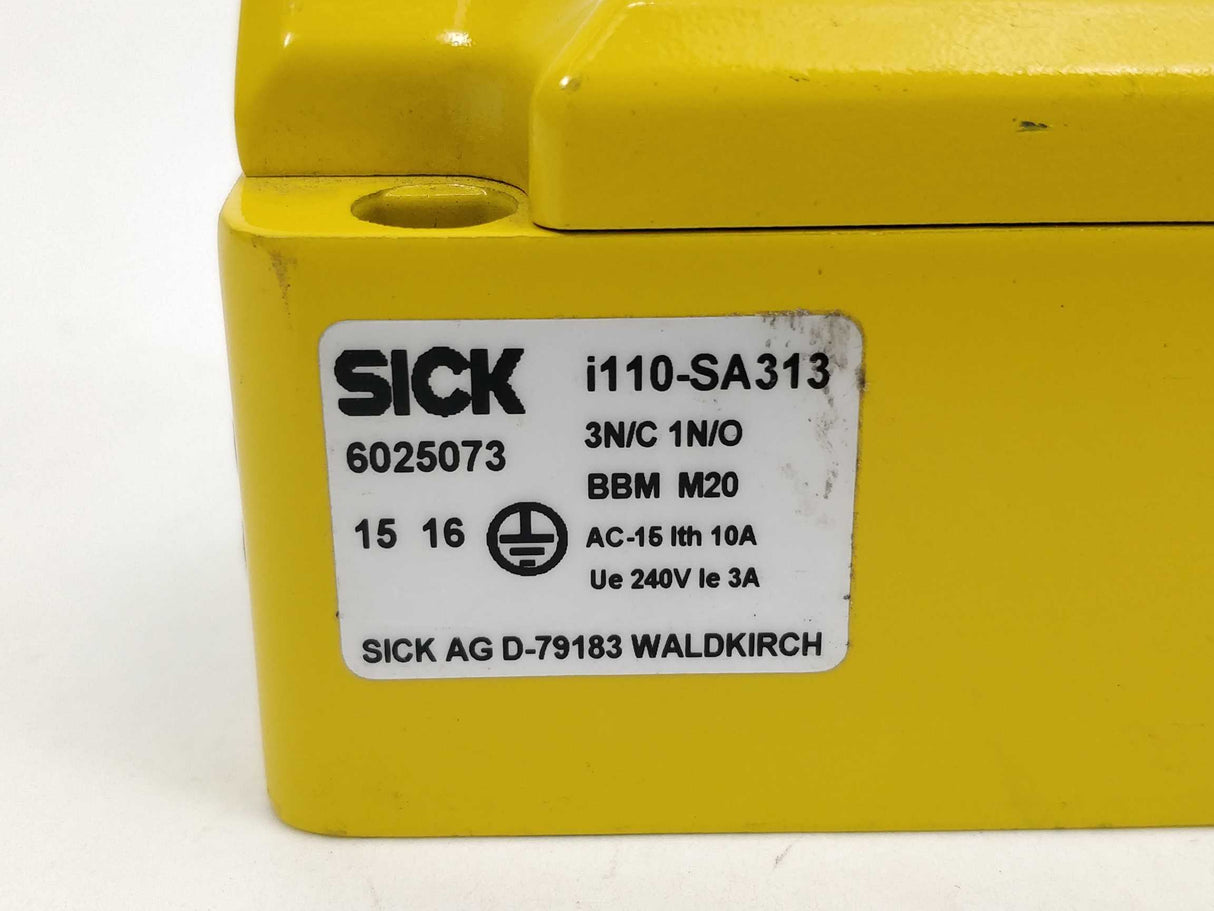 SICK
6025073
15 16
i110-SA313
3N/C 1N/O
BBM M20
AC-15 Ith 10A
Ue 240V Ie 3A
SICK AG D-79183 WALDKIRCH